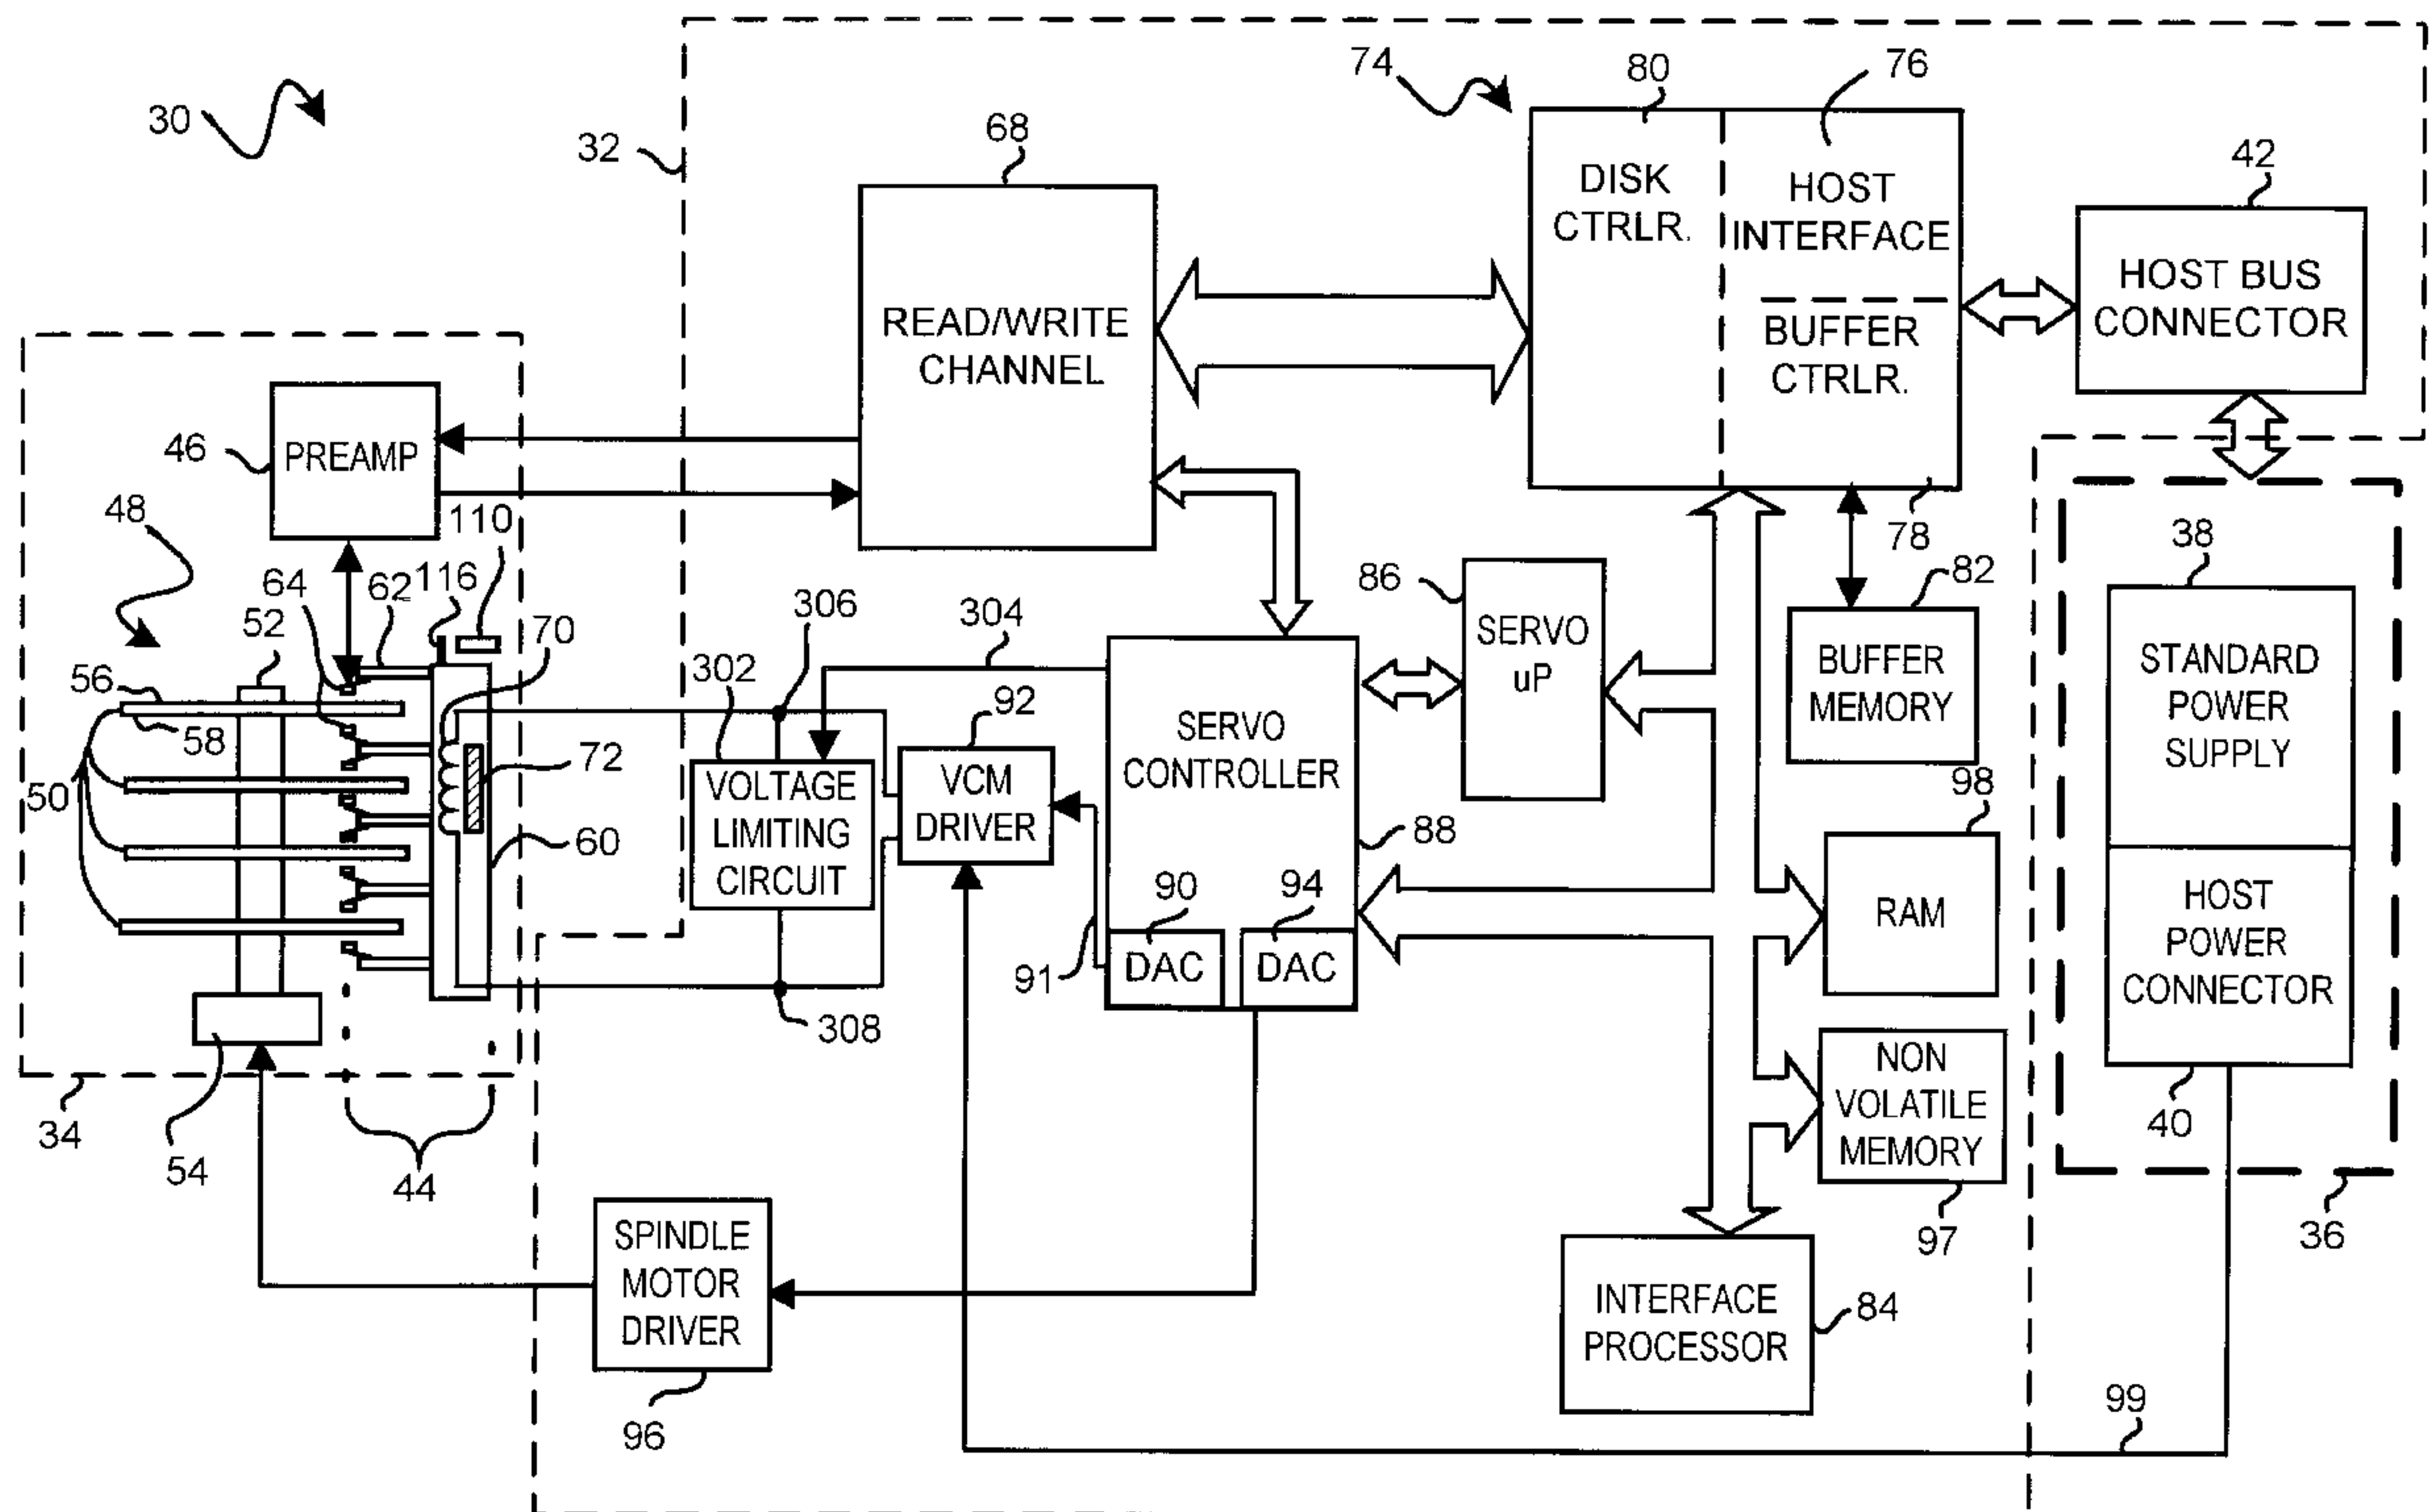 30
32
74
80
76
68
42
DISK
CTRLR.
HOST
INTERFACE
BUFFER
CTRLR.
HOST BUS
CONNECTOR
READ/WRITE
CHANNEL
46
PREAMP
78
110
48
64
62
116
52
70
306
304
86
SERVO
uP
82
BUFFER
MEMORY
38
STANDARD
POWER
SUPPLY
56
58
50
72
60
302
VOLTAGE
LIMITING
CIRCUIT
92
VCM
DRIVER
SERVO
CONTROLLER
88
98
RAM
HOST
POWER
CONNECTOR
90
94
DAC
DAC
91
308
NON
VOLATILE
MEMORY
97
40
36
34
54
44
SPINDLE
MOTOR
DRIVER
96
INTERFACE
PROCESSOR
84
99